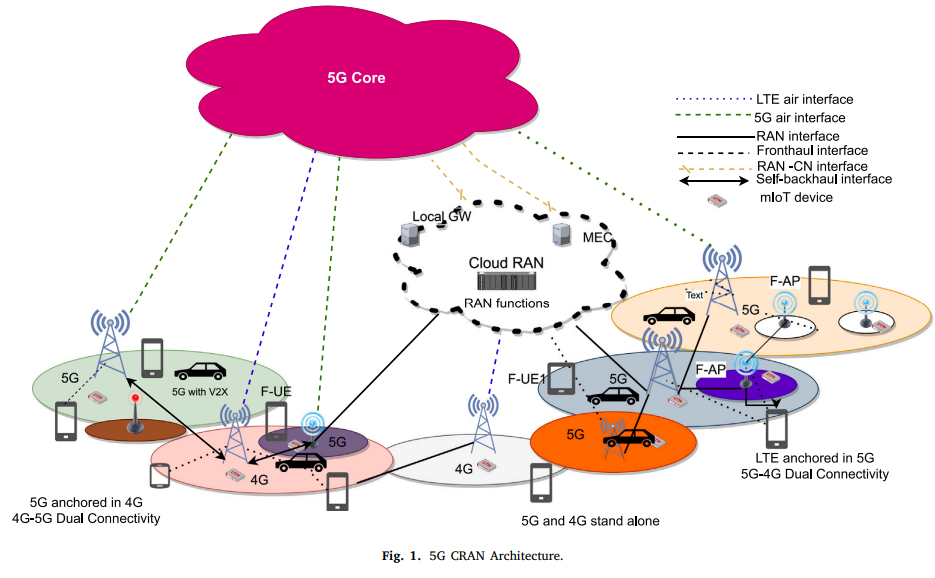 5G Core
LTE air interface
5G air interface
RAN interface
Fronthaul interface
RAN -CN interface
Self-backhaul interface
mIoT device
Local GW
MEC
Cloud RAN
RAN functions
F-AP
Text
5G
5G
5G with V2X
F-UE
F-UE1
5G
F-AP
5G
5G
4G
4G
LTE anchored in 5G
5G-4G Dual Connectivity
5G anchored in 4G
4G-5G Dual Connectivity
5G and 4G stand alone
Fig. 1. 5G CRAN Architecture.